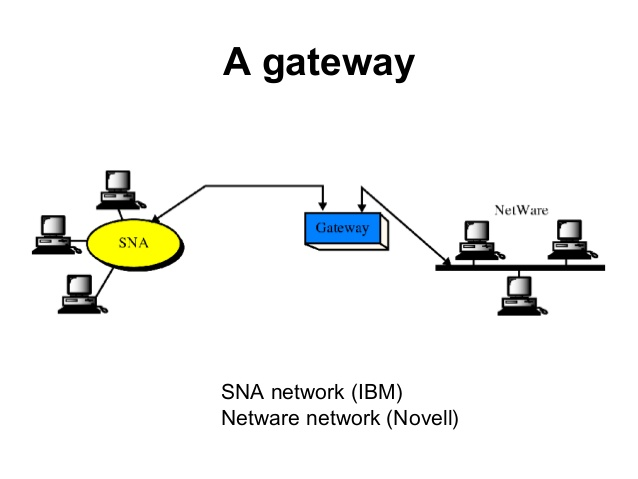 A gateway
NetWare
SNA
Gateway
SNA network (IBM)
Netware network (Novell)